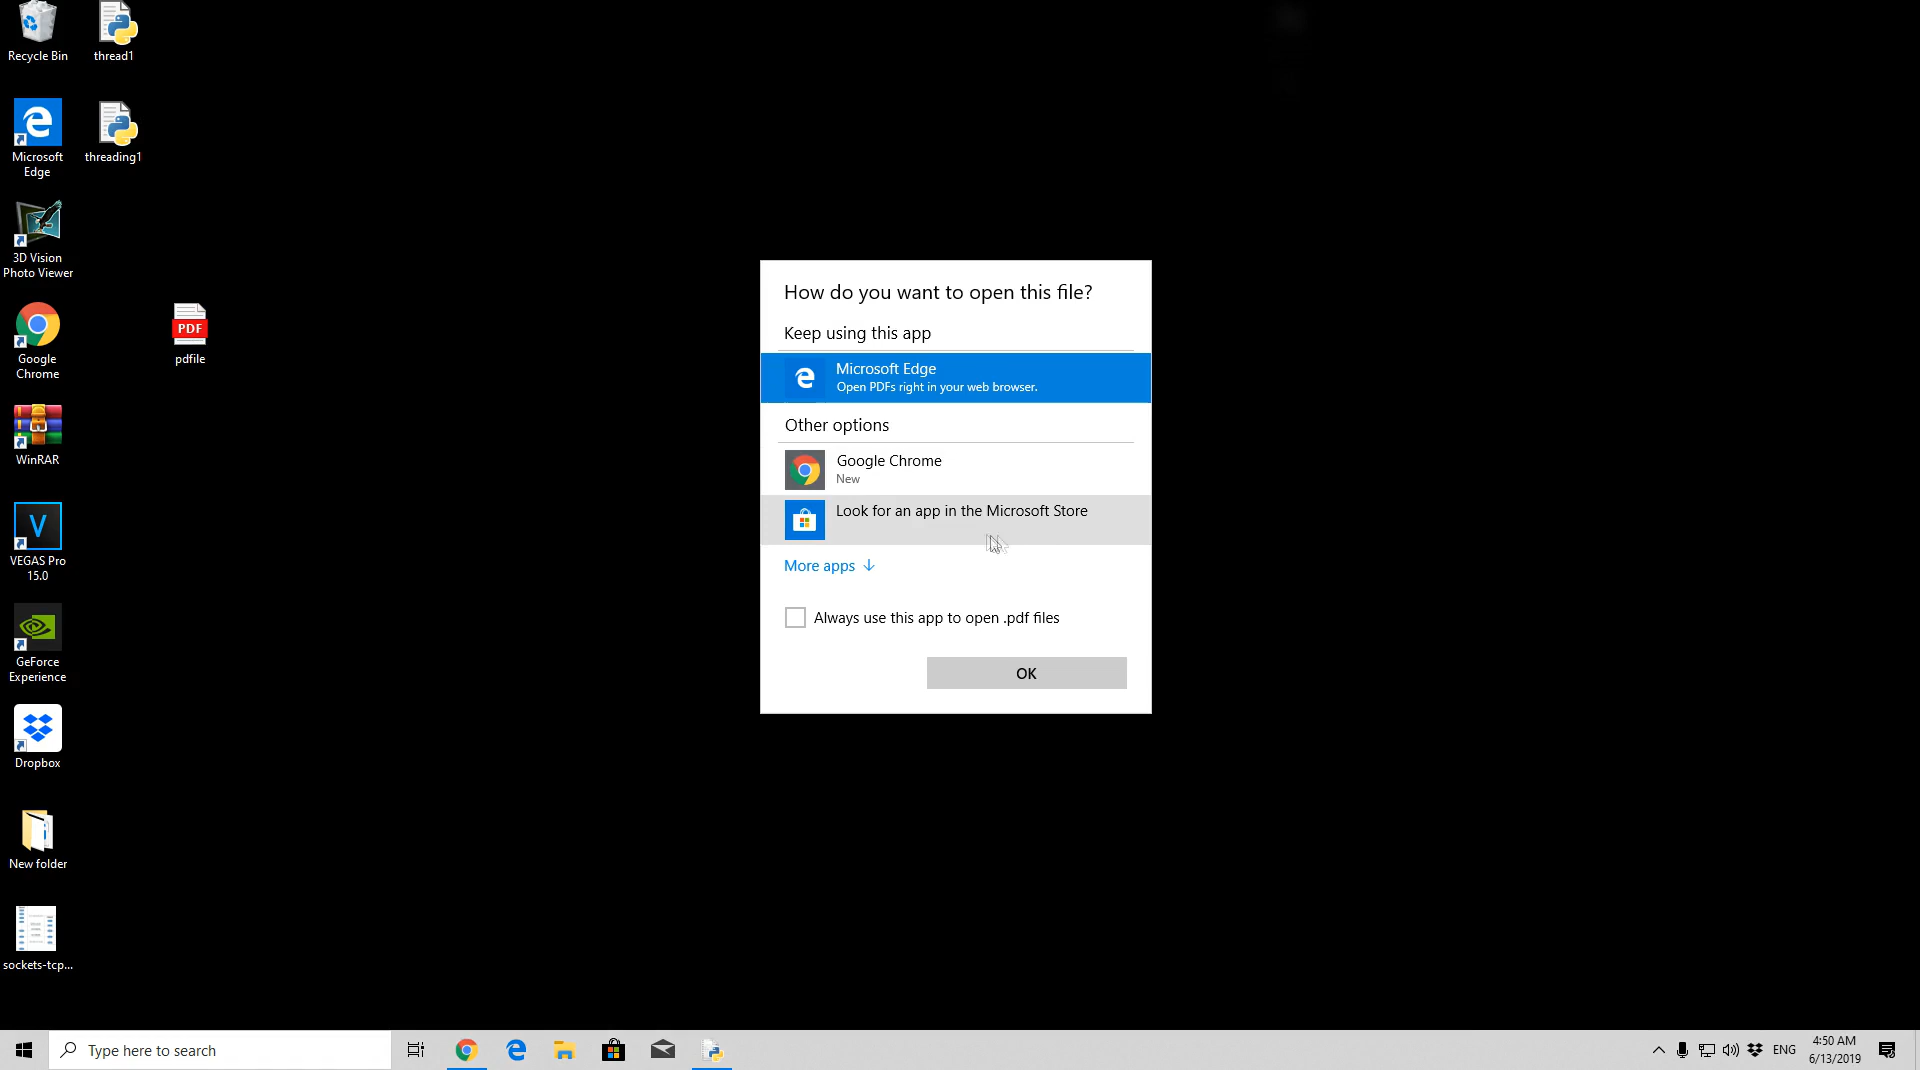 Recycle Bin
thread1
Microsoft
Edge
threading1
3D Vision
Photo Viewer
Google
Chrome
PDF
pdfile
WinRAR
V
VEGAS Pro
15.0
GeForce
Experience
Dropbox
New folder
sockets-tcp...
How do you want to open this file?
Keep using this app
Microsoft Edge
Open PDFs right in your web browser.
Other options
Google Chrome
New
Look for an app in the Microsoft Store
More apps
Always use this app to open .pdf files
OK
Type here to search
ENG
4:50 AM
6/13/2019